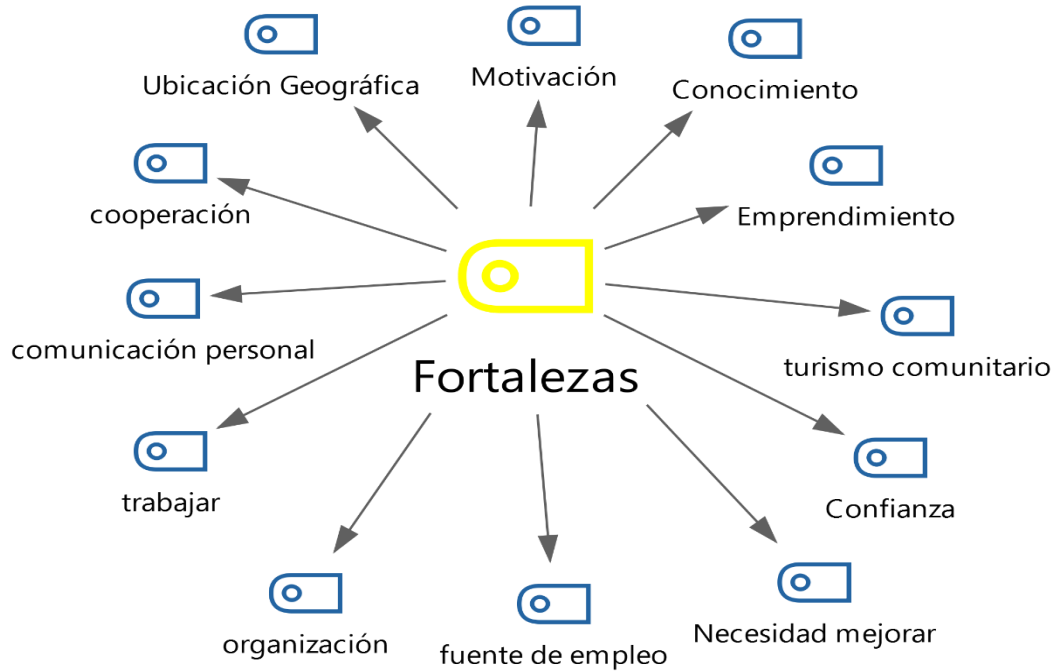 Ubicación Geográfica
Motivación
Conocimiento
cooperación
Emprendimiento
comunicación personal
turismo comunitario
Fortalezas
trabajar
Confianza
organización
fuente de empleo
Necesidad mejorar